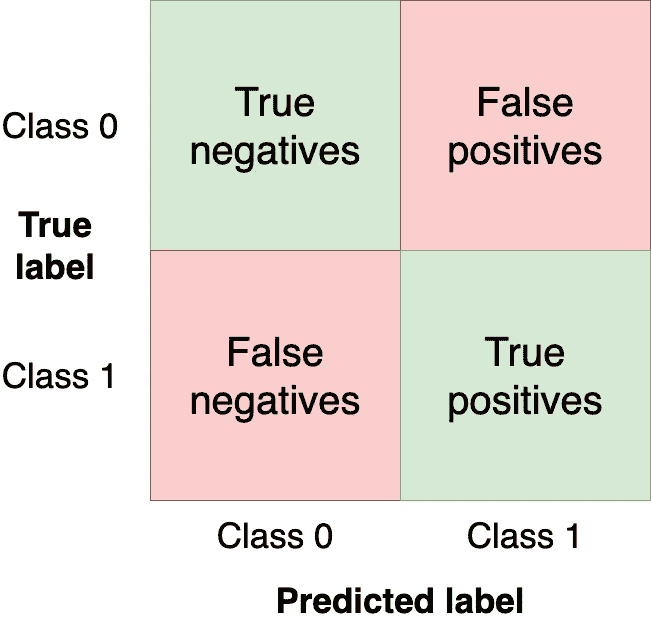 True
negatives
False
positives
Class 0
True
label
False
negatives
True
positives
Class 1
Class 0
Class 1
Predicted label